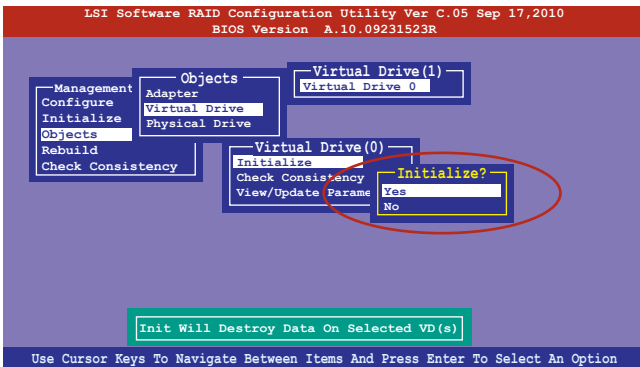 LSI Software RAID Configuration Utility Ver C.05 Sep 17,2010
BIOS Version A.10.09231523R
Management
Configure
Initialize
Objects
Rebuild
Check Consistency
Objects
Adapter
Virtual Drive
Physical Drive
Virtual Drive(1)
Virtual Drive 0
Virtual Drive(0)
Initialize
Check Consistency
View/Update Parame
Initialize?
Yes
No
Init Will Destroy Data On Selected VD(s)
Use Cursor Keys To Navigate Between Items And Press Enter To Select An Option